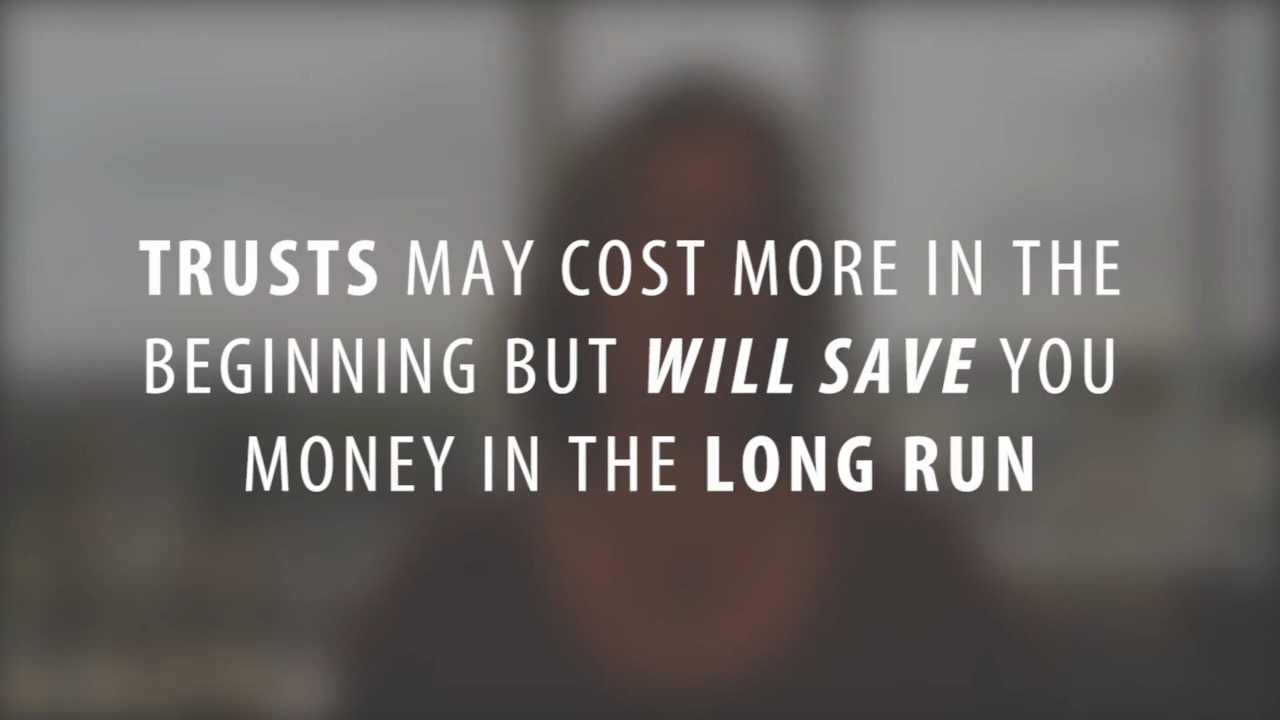 TRUSTS MAY COST MORE IN THE
BEGINNING BUT WILL SAVE YOU
MONEY IN THE LONG RUN